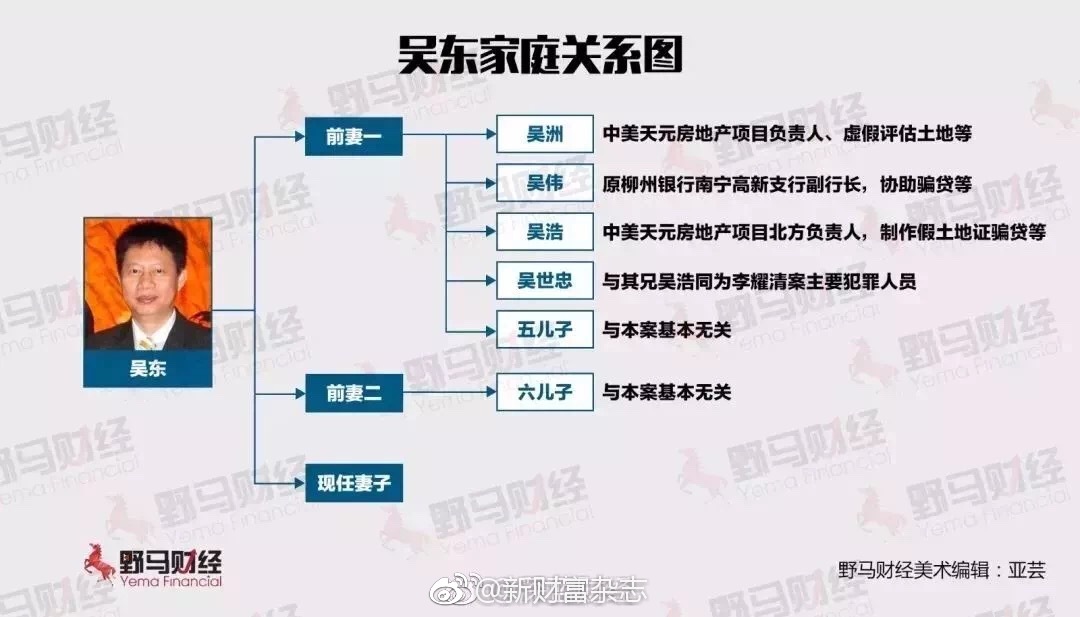 吴东家庭关系图
前妻一
吴洲 中美天元房地产项目负责人、虚假评估土地等
吴伟 原柳州银行南宁高新支行副行长，协助骗贷等
吴浩 中美天元房地产项目北方负责人，制作假土地证骗贷等
吴世忠 与其兄吴浩同为李耀清案主要犯罪人员
五儿子 与本案基本无关
吴东
前妻二
六儿子 与本案基本无关
现任妻子
野马财经
Yema Financial
野马财经美术编辑：亚芸
@新财富杂志